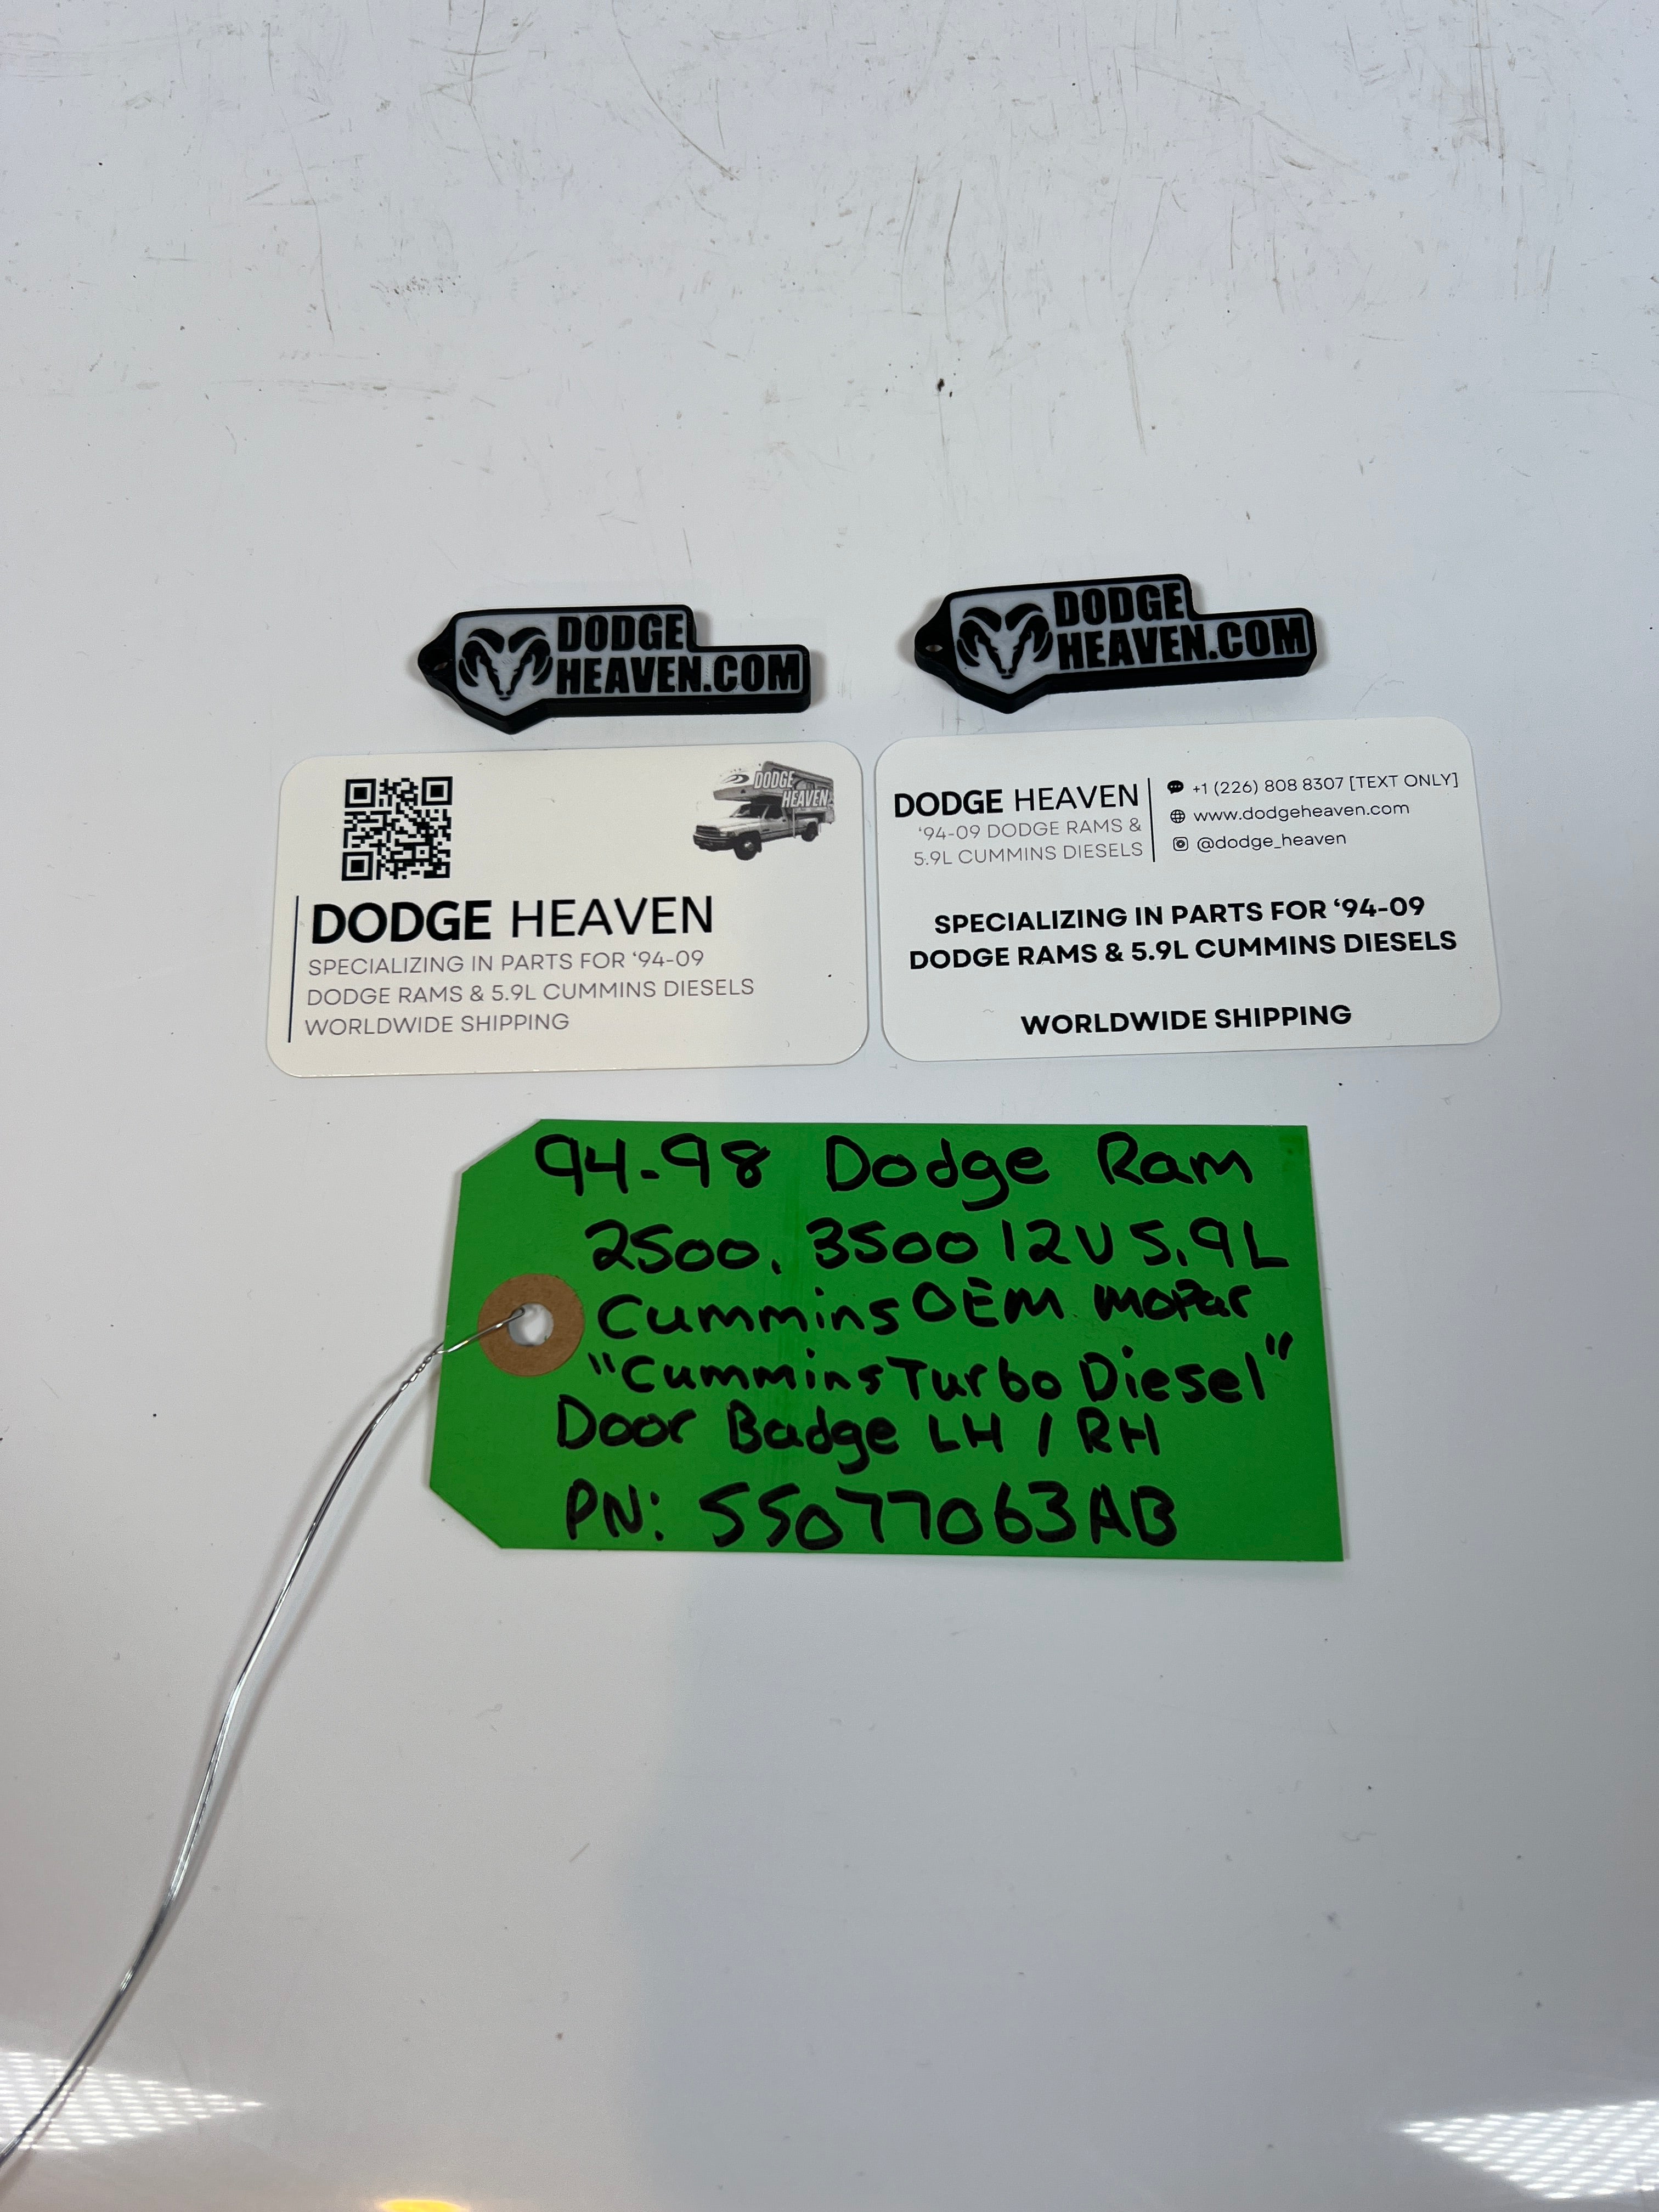 DODGE
HEAVEN.COM
DODGE
HEAVEN.COM
DODGE
HEAVEN
DODGE HEAVEN
SPECIALIZING IN PARTS FOR ‘94-09
DODGE RAMS & 5.9L CUMMINS DIESELS
WORLDWIDE SHIPPING
DODGE HEAVEN
‘94-09 DODGE RAMS &
5.9L CUMMINS DIESELS
+1 (226) 808 8307 [TEXT ONLY]
www.dodgeheaven.com
@dodge_heaven
SPECIALIZING IN PARTS FOR ‘94-09
DODGE RAMS & 5.9L CUMMINS DIESELS
WORLDWIDE SHIPPING
94-98 Dodge Ram
2500, 3500 12V 5.9L
Cummins OEM Mopar
"Cummins Turbo Diesel"
Door Badge LH / RH
PN: 55077063AB